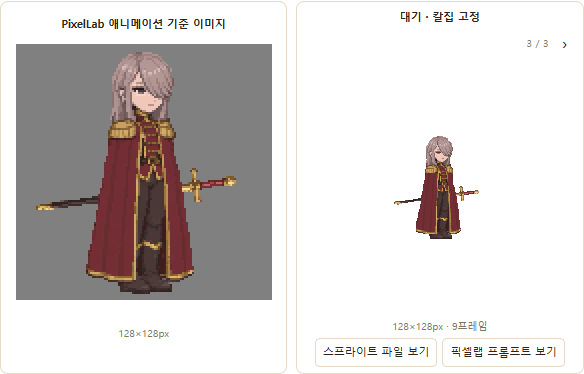 PixelLab 애니메이션 기준 이미지
128×128px
대기 · 칼집 고정
3 / 3 ›
128×128px · 9프레임
스프라이트 파일 보기
픽셀랩 프롬프트 보기